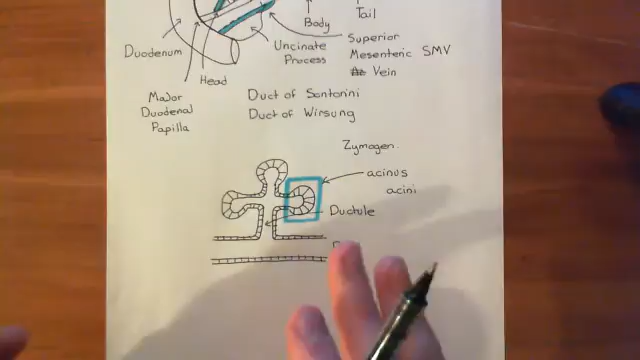 Body
Tail
Duodenum
Uncinate
Process
Superior
Mesenteric SMV
Vein
Head
Major
Duodenal
Papilla
Duct of Santorini
Duct of Wirsung
Zymogen
acinus
acini
Ductule